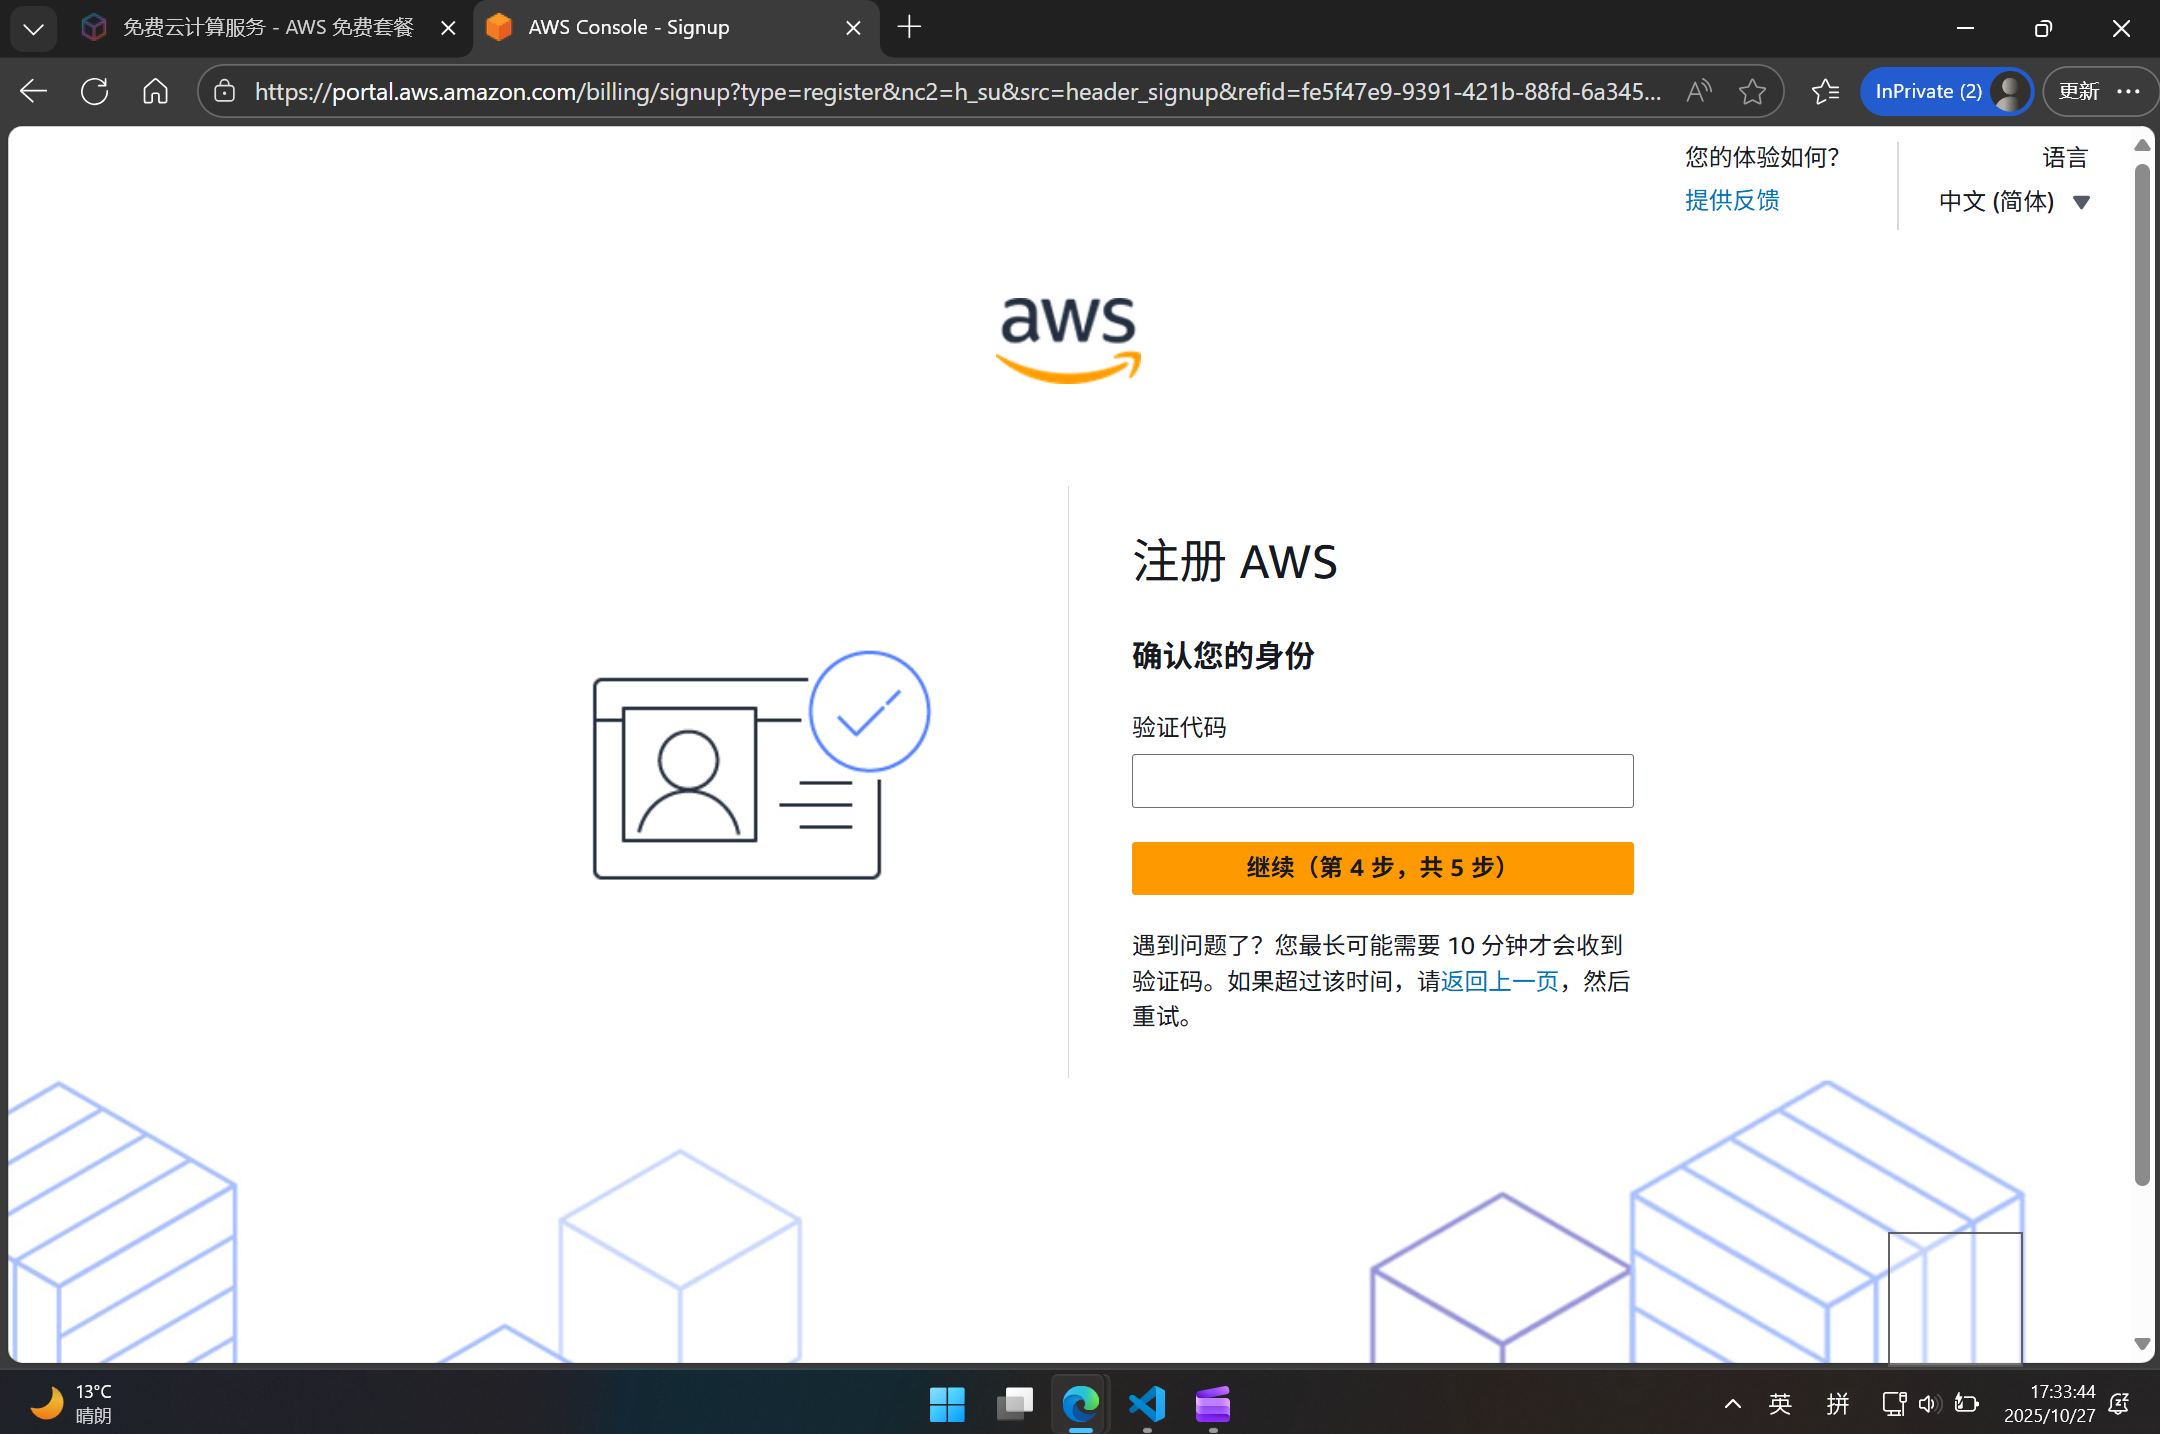 免费云计算服务 - AWS 免费套餐
AWS Console - Signup
https://portal.aws.amazon.com/billing/signup?type=register&nc2=h_su&src=header_signup&refid=fe5f47e9-9391-421b-88fd-6a345...
InPrivate (2)
更新
您的体验如何？
提供反馈
语言
中文 (简体)
aws
注册 AWS
确认您的身份
验证代码
继续（第 4 步，共 5 步）
遇到问题了？您最长可能需要 10 分钟才会收到
验证码。如果超过该时间，请返回上一页，然后
重试。
13°C
晴朗
英
拼
17:33:44
2025/10/27